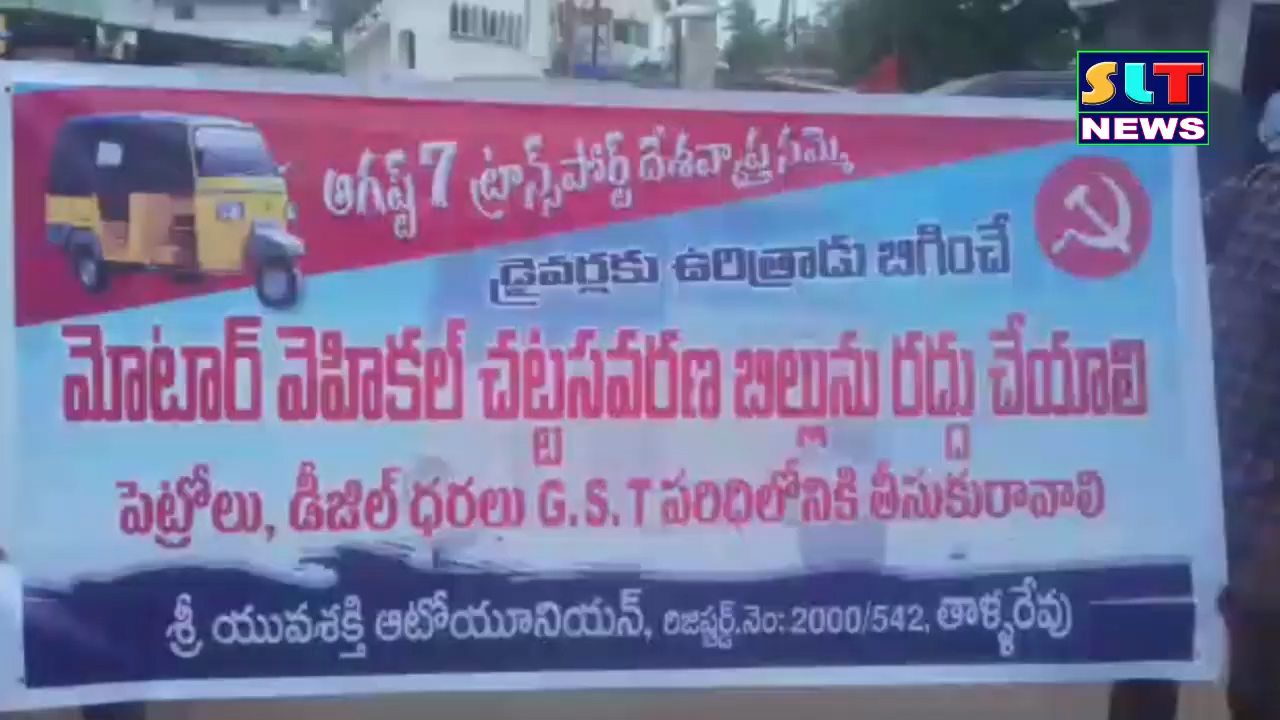 SLT
NEWS
ఆగష్ట్ 7 ట్రాన్స్‌పోర్ట్ దేశవ్యాప్త సమ్మె
డ్రైవర్లకు ఉరిత్రాడు బిగించే
మోటార్ వెహికల్ చట్టసవరణ బిల్లును రద్దు చేయాలి
పెట్రోలు, డీజిల్ ధరలు G.S.T పరిధిలోనికి తీసుకురావాలి
శ్రీ యువశక్తి ఆటోయూనియన్, రిజిష్టర్డ్.నెం: 2000/542, తాళ్ళరేవు